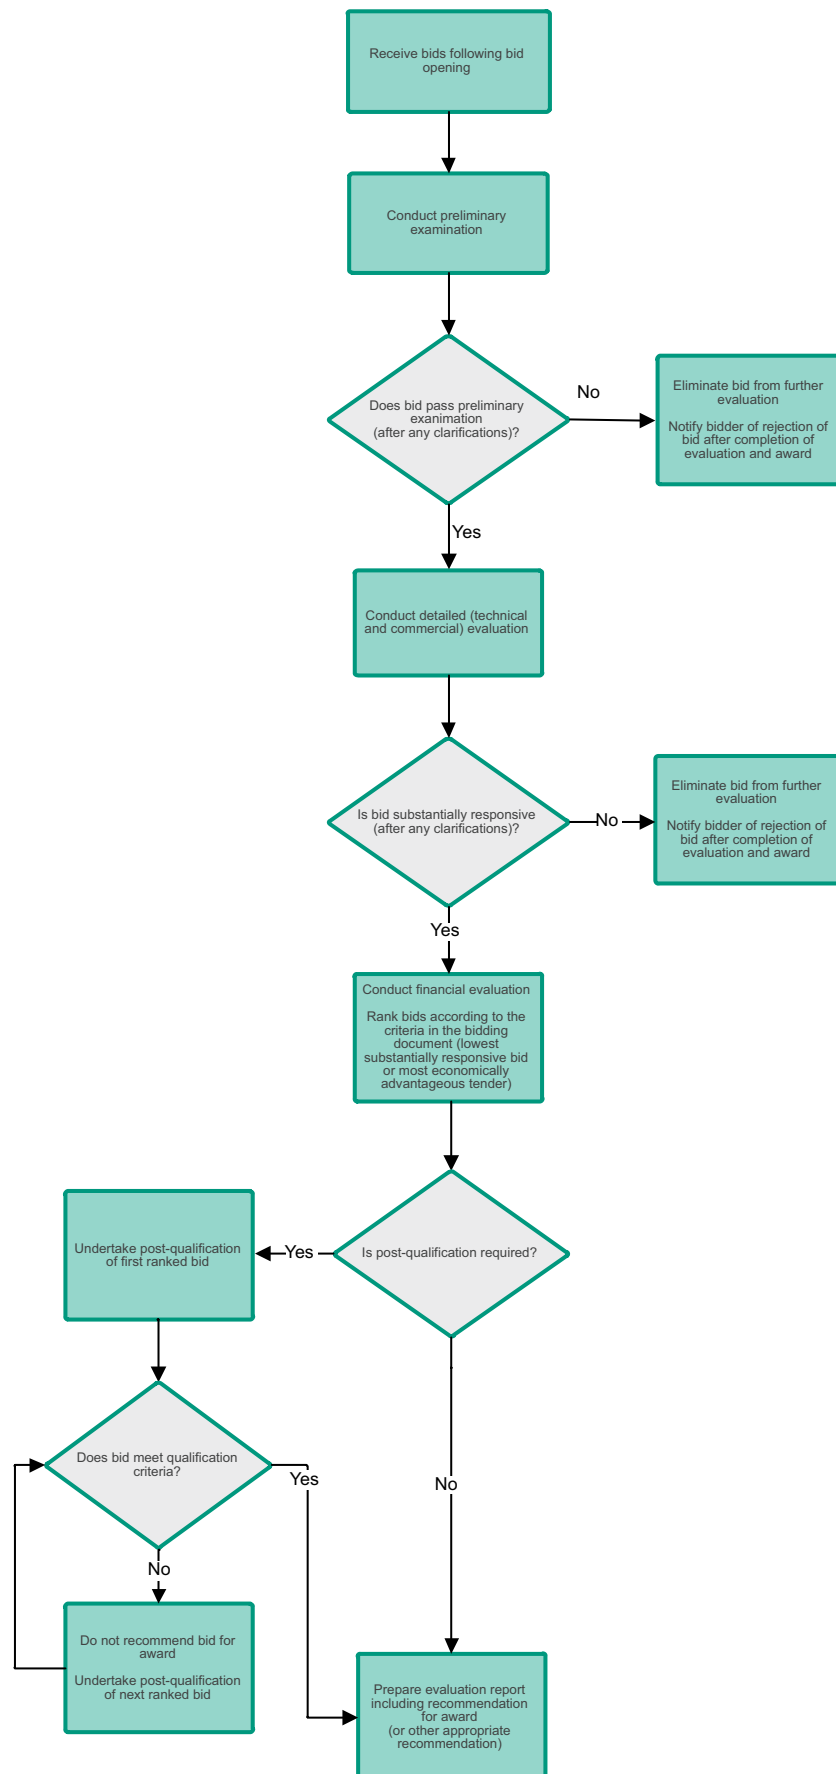 Receive bids following bid
opening
Conduct preliminary
examination
Does bid pass preliminary
exanimation
(after any clarifications)?
No
Eliminate bid from further
evaluation
Notify bidder of rejection of
bid after completion of
evaluation and award
Yes
Conduct detailed (technical
and commercial) evaluation
Is bid substantially responsive
(after any clarifications)?
No
Eliminate bid from further
evaluation
Notify bidder of rejection of
bid after completion of
evaluation and award
Yes
Conduct financial evaluation
Rank bids according to the
criteria in the bidding
document (lowest
substantially responsive bid
or most economically
advantageous tender)
Is post-qualification required?
Yes
Undertake post-qualification
of first ranked bid
Does bid meet qualification
criteria?
Yes
No
No
Do not recommend bid for
award
Undertake post-qualification
of next ranked bid
Prepare evaluation report
including recommendation
for award
(or other appropriate
recommendation)